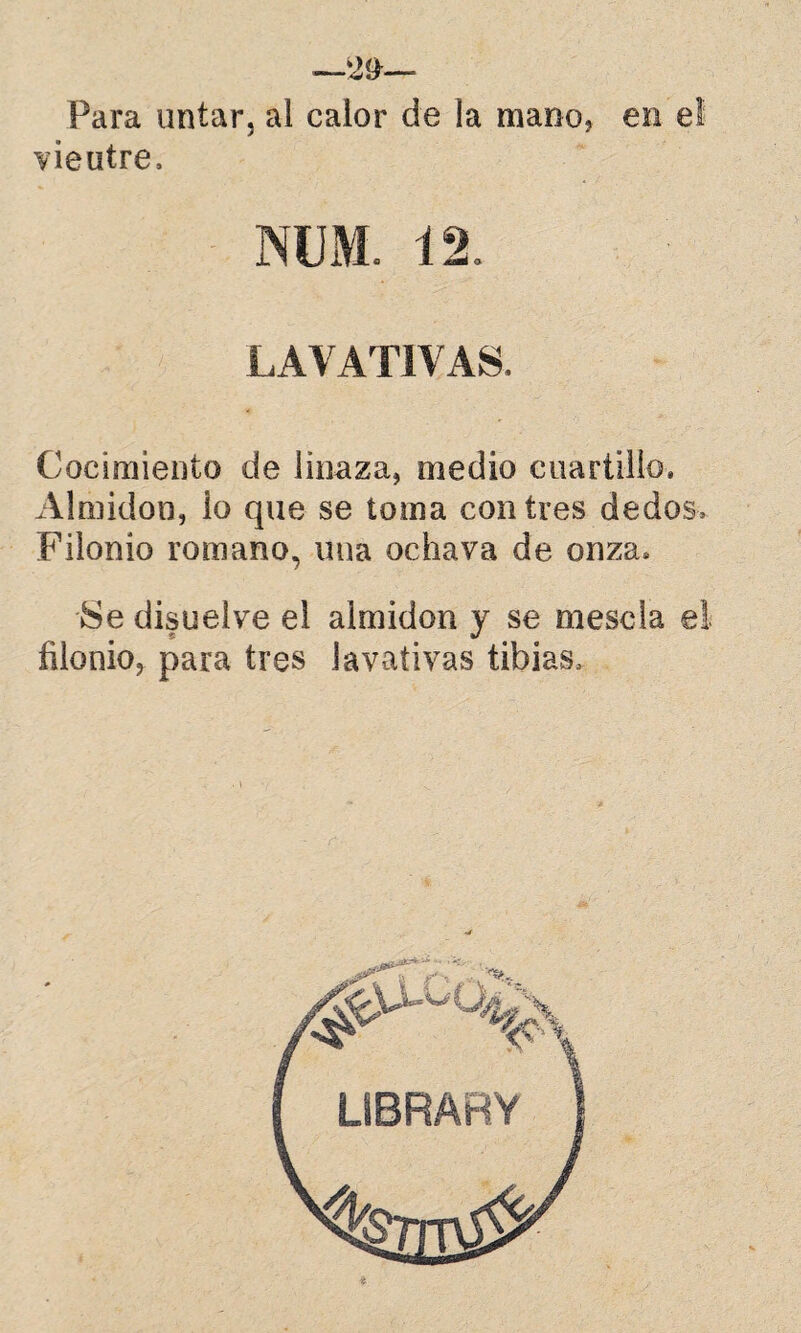 —29—
Para untar, al calor de la mano, en el
vieutre.
NUM. 12.
LAVATIVAS.
Cocimiento de linaza, medio cuartillo.
Almidon, lo que se toma con tres dedos.
Filonio romano, una ochava de onza.
Se disuelve el almidon y se mescla el
filonio, para tres lavativas tibias.
WELLCOME
LIBRARY
INSTITUTE